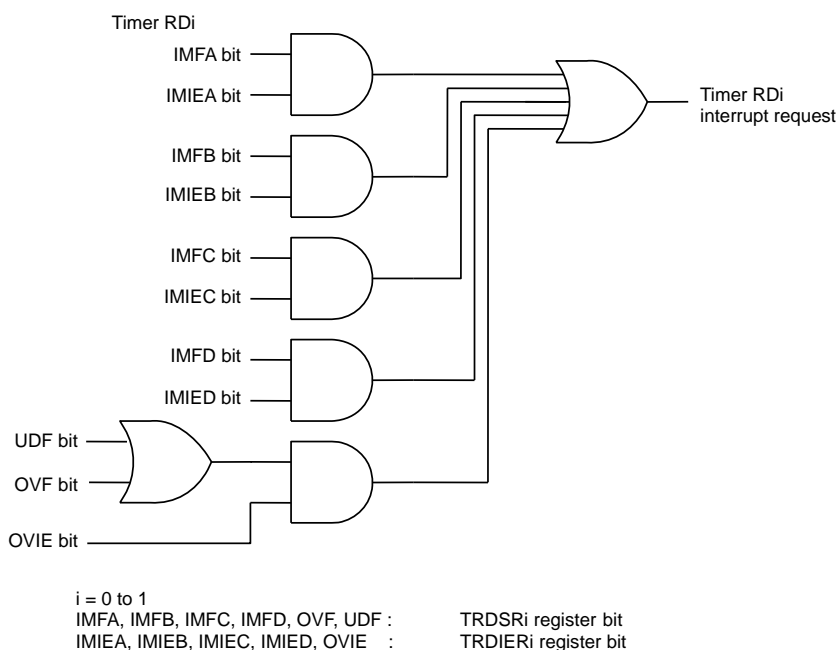 Timer RDi
IMFA bit
IMIEA bit
Timer RDi
interrupt request
IMFB bit
IMIEB bit
IMFC bit
IMIEC bit
IMFD bit
IMIED bit
UDF bit
OVF bit
OVIE bit
i = 0 to 1
IMFA, IMFB, IMFC, IMFD, OVF, UDF : TRDSRi register bit
IMIEA, IMIEB, IMIEC, IMIED, OVIE : TRDIERi register bit